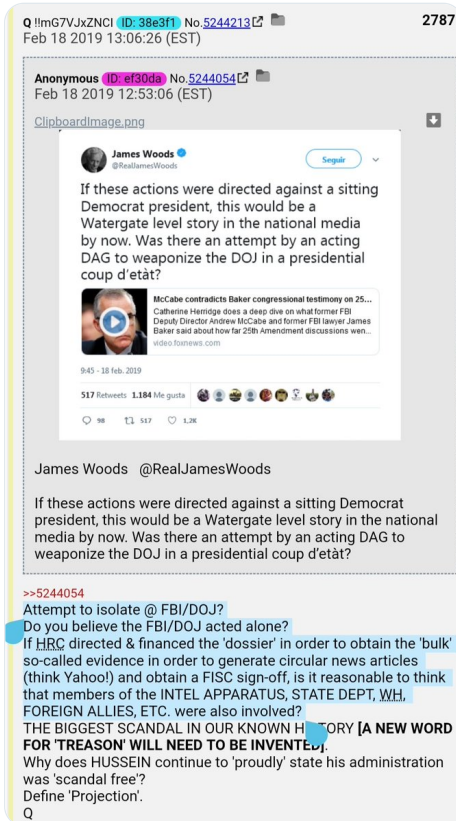 Q !!mG7VJxZNCI ID: 38e3f1 No.5244213 2787
Feb 18 2019 13:06:26 (EST)
Anonymous ID: ef30da No.5244054
Feb 18 2019 12:53:06 (EST)
ClipboardImage.png
James Woods
@RealJamesWoods
Seguir
If these actions were directed against a sitting
Democrat president, this would be a
Watergate level story in the national media
by now. Was there an attempt by an acting
DAG to weaponize the DOJ in a presidential
coup d'etàt?
McCabe contradicts Baker congressional testimony on 25...
Catherine Herridge does a deep dive on what former FBI
Deputy Director Andrew McCabe and former FBI lawyer James
Baker said about how far 25th Amendment discussions wen...
video.foxnews.com
9:45 - 18 feb. 2019
517 Retweets 1.184 Me gusta
98 517 1,2K
James Woods @RealJamesWoods
If these actions were directed against a sitting Democrat
president, this would be a Watergate level story in the national
media by now. Was there an attempt by an acting DAG to
weaponize the DOJ in a presidential coup d'etàt?
>>5244054
Attempt to isolate @ FBI/DOJ?
Do you believe the FBI/DOJ acted alone?
If HRC directed & financed the 'dossier' in order to obtain the 'bulk'
so-called evidence in order to generate circular news articles
(think Yahoo!) and obtain a FISC sign-off, is it reasonable to think
that members of the INTEL APPARATUS, STATE DEPT, WH,
FOREIGN ALLIES, ETC. were also involved?
THE BIGGEST SCANDAL IN OUR KNOWN HISTORY [A NEW WORD
FOR 'TREASON' WILL NEED TO BE INVENTED].
Why does HUSSEIN continue to 'proudly' state his administration
was 'scandal free'?
Define 'Projection'.
Q